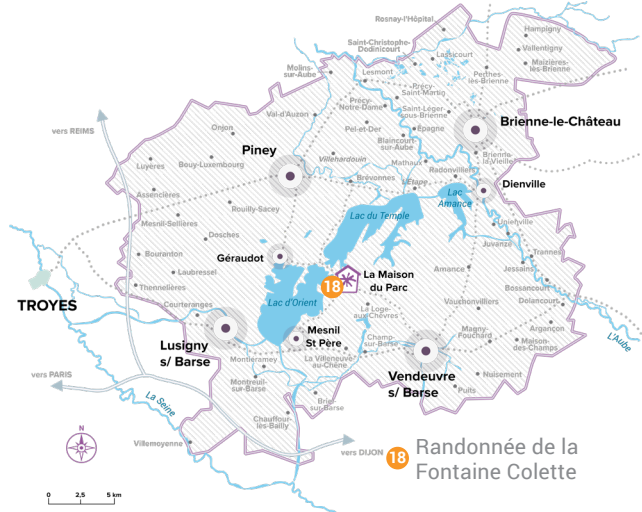 Rosnay-l'Hôpital
Hampigny
Saint-Christophe-
Dodinicourt
Vallentigny
Lassicourt
Maizières-
lès-Brienne
Molins-
sur-Aube
Lesmont
Perthes-
lès-Brienne
Précy-
Saint-Martin
Précy-
Notre-Dame
Saint-Léger-
sous-Brienne
Val-d'Auzon
Brienne-le-Château
Épagne
Pel-et-Der
Onjon
vers REIMS
Blaincourt-
sur-Aube
Piney
Brienne-
la-Vieille
Villehardouin
Mathaux
Luyères
Bouy-Luxembourg
Radonvilliers
Brévonnes
L'Étape
Dienville
Assencières
Lac
Amance
Rouilly-Sacey
Lac du Temple
Mesnil-Sellières
Unienville
Dosches
Juvanzé
Trannes
Bouranton
Géraudot
Laubressel
Amance
Jessains
La Maison
du Parc
18
Thennelières
Bossancourt
TROYES
Lac d'Orient
Vauchonvilliers
Dolancourt
Courteranges
La Loge-
aux-Chèvres
Lusigny
s/ Barse
Mesnil
St Père
Magny-
Fouchard
Argançon
Champ-
sur-Barse
L'Aube
Maison-
des-Champs
Montiéramey
La Villeneuve-
au-Chêne
Vendeuvre
s/ Barse
vers PARIS
Nuisement
Montreuil-
sur-Barse
Puits
La Seine
Briel-
sur-Barse
Chauffour-
lès-Bailly
N
Villemoyenne
vers DIJON
18
Randonnée de la
Fontaine Colette
0 2,5 5 km